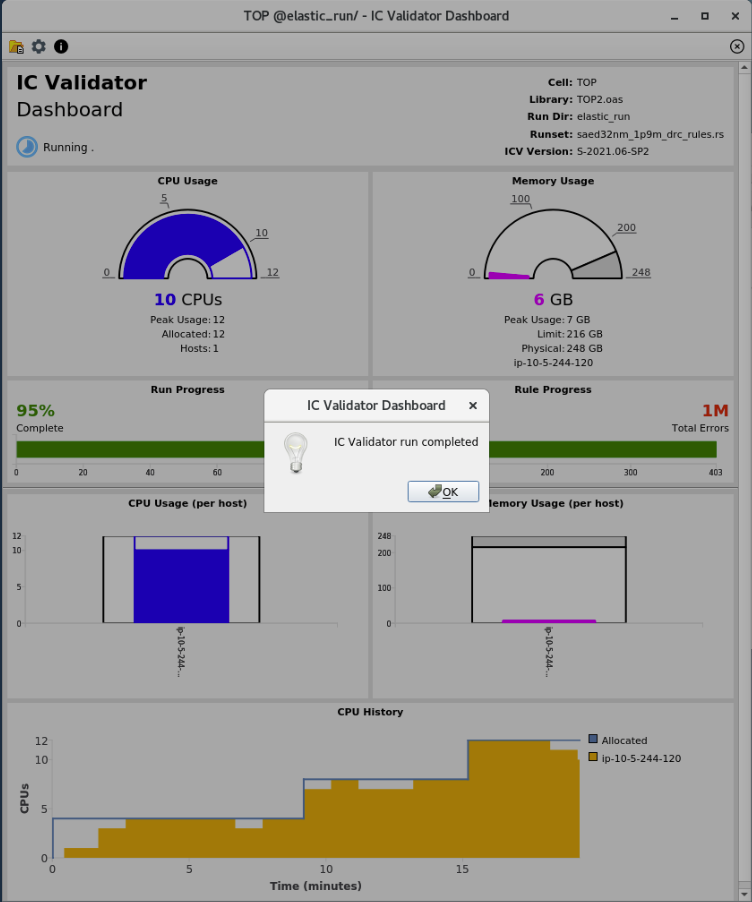 TOP @elastic_run/ - IC Validator Dashboard
IC Validator
Dashboard
Running .
Cell: TOP
Library: TOP2.oas
Run Dir: elastic_run
Runset: saed32nm_1p9m_drc_rules.rs
ICV Version: S-2021.06-SP2
CPU Usage
0 5 10 12
10 CPUs
Peak Usage: 12
Allocated: 12
Hosts: 1
Memory Usage
0 100 200 248
6 GB
Peak Usage: 7 GB
Limit: 216 GB
Physical: 248 GB
ip-10-5-244-120
Run Progress
95%
Complete
0 20 40 60
Rule Progress
1M
Total Errors
200 300 403
IC Validator Dashboard
IC Validator run completed
OK
CPU Usage (per host)
12
10
5
0
ip-10-5-244-...
Memory Usage (per host)
248
200
100
0
ip-10-5-244-...
CPU History
12
10
5
0
CPUs
0 5 10 15
Time (minutes)
Allocated
ip-10-5-244-120